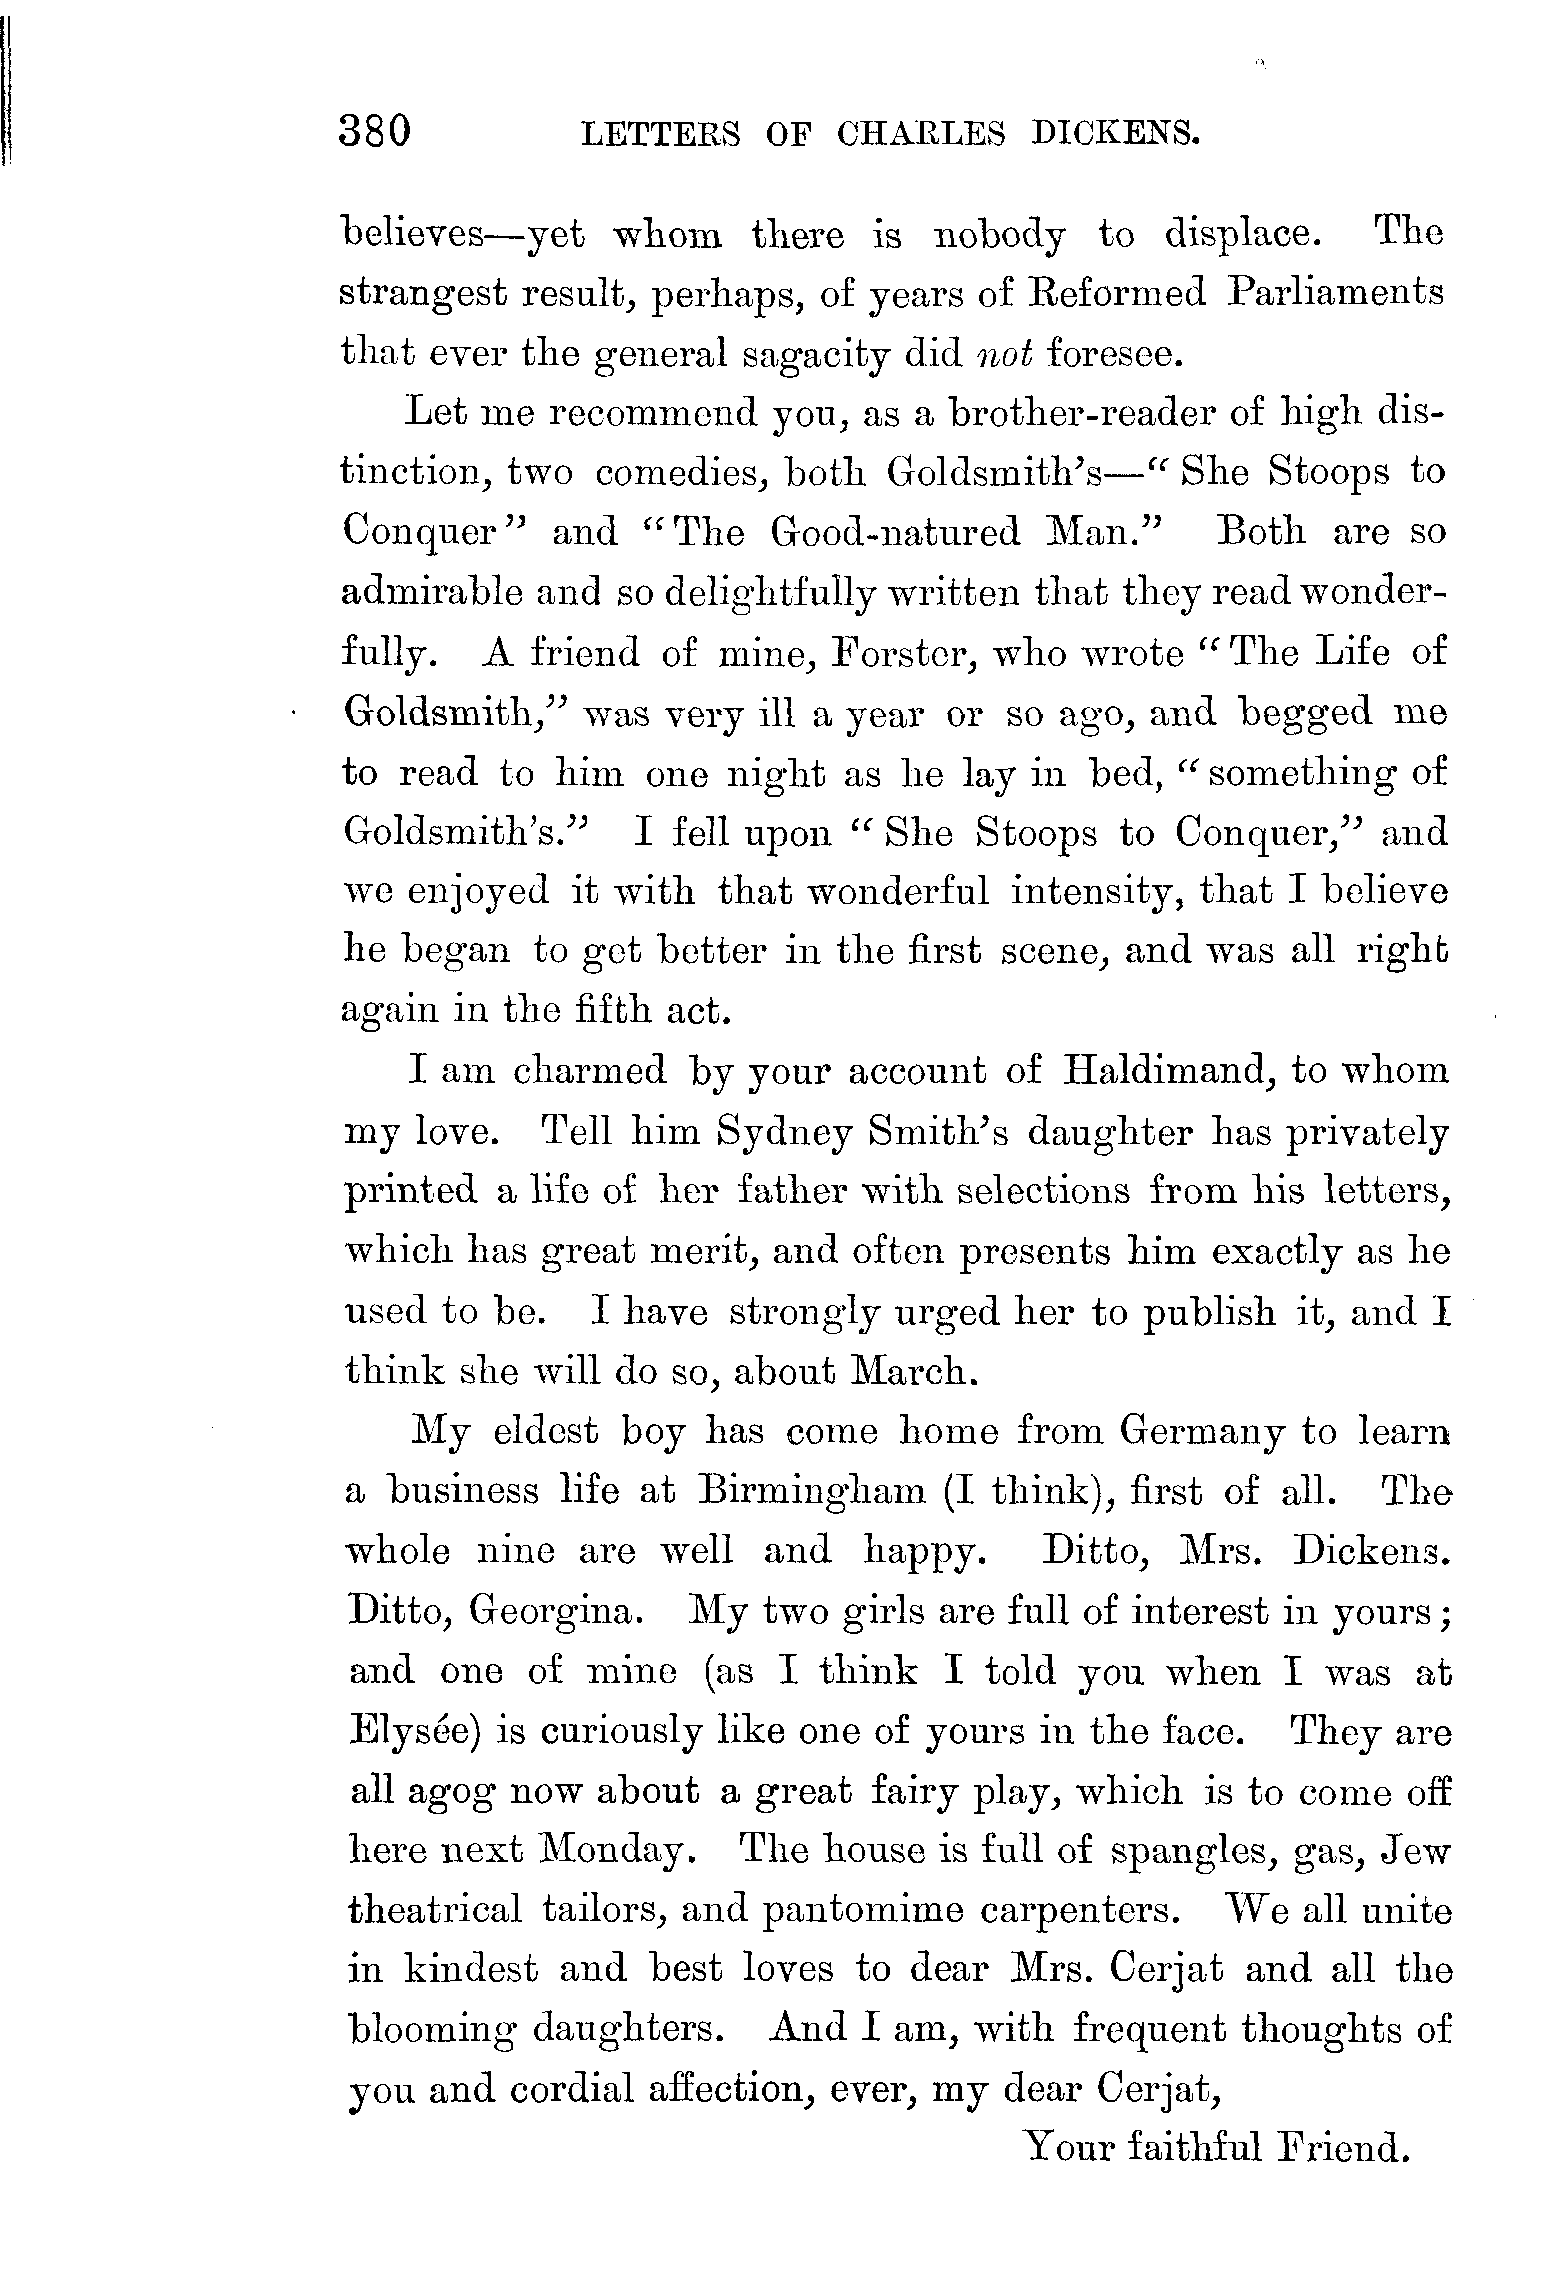 380 LETTERS OF CHARLES DICKENS.
believes—yet whom there is nobody to displace. The
strangest result, perhaps, of years of Reformed Parliaments
that ever the general sagacity did not foresee.
Let me recommend you, as a brother-reader of high dis-
tinction, two comedies, both Goldsmith's—“ She Stoops to
Conquer” and “The Good-natured Man.” Both are so
admirable and so delightfully written that they read wonder-
fully. A friend of mine, Forster, who wrote “The Life of
Goldsmith,” was very ill a year or so ago, and begged me
to read to him one night as he lay in bed, “something of
Goldsmith's.” I fell upon “She Stoops to Conquer,” and
we enjoyed it with that wonderful intensity, that I believe
he began to get better in the first scene, and was all right
again in the fifth act.
I am charmed by your account of Haldimand, to whom
my love. Tell him Sydney Smith's daughter has privately
printed a life of her father with selections from his letters,
which has great merit, and often presents him exactly as he
used to be. I have strongly urged her to publish it, and I
think she will do so, about March.
My eldest boy has come home from Germany to learn
a business life at Birmingham (I think), first of all. The
whole nine are well and happy. Ditto, Mrs. Dickens.
Ditto, Georgina. My two girls are full of interest in yours;
and one of mine (as I think I told you when I was at
Elysée) is curiously like one of yours in the face. They are
all agog now about a great fairy play, which is to come off
here next Monday. The house is full of spangles, gas, Jew
theatrical tailors, and pantomime carpenters. We all unite
in kindest and best loves to dear Mrs. Cerjat and all the
blooming daughters. And I am, with frequent thoughts of
you and cordial affection, ever, my dear Cerjat,
Your faithful Friend.